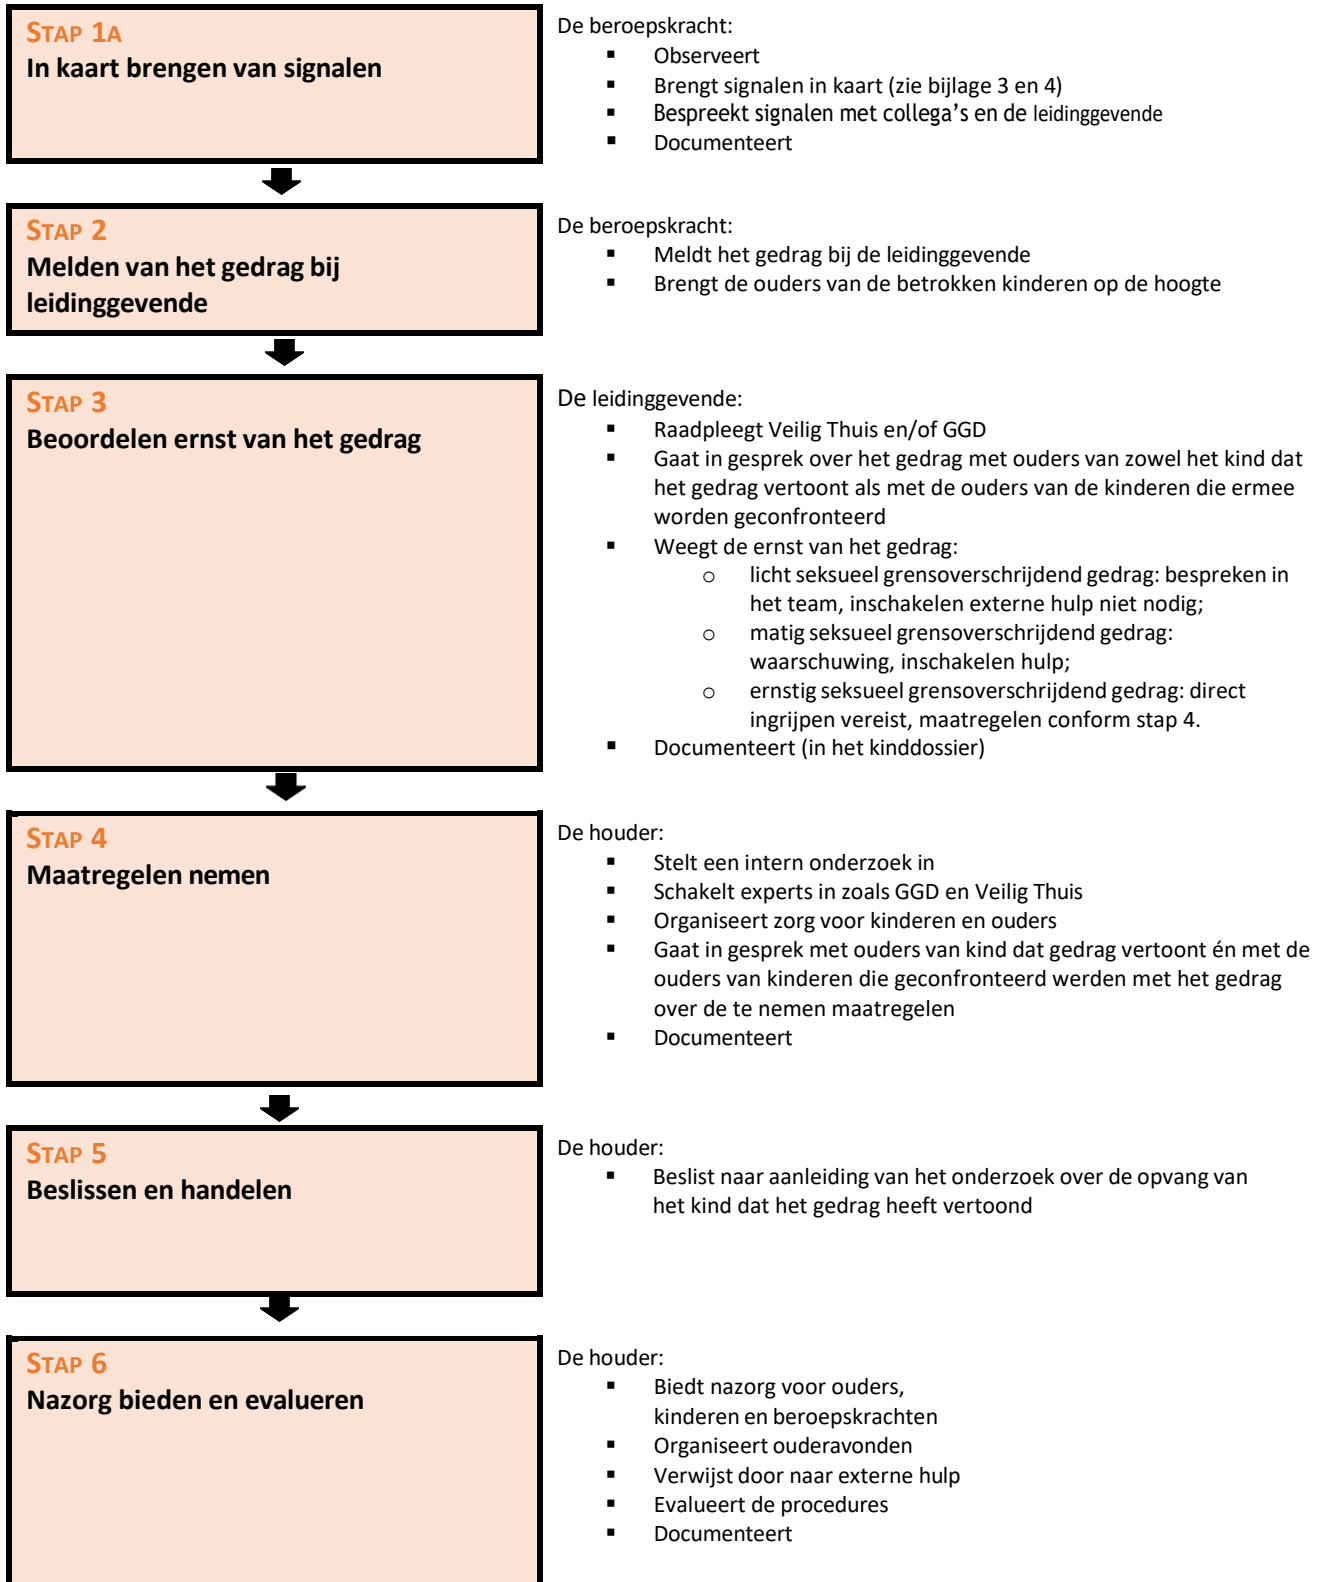 STAP 1A
In kaart brengen van signalen
De beroepskracht:
▪ Observeert
▪ Brengt signalen in kaart (zie bijlage 3 en 4)
▪ Bespreekt signalen met collega’s en de leidinggevende
▪ Documenteert
STAP 2
Melden van het gedrag bij
leidinggevende
De beroepskracht:
▪ Meldt het gedrag bij de leidinggevende
▪ Brengt de ouders van de betrokken kinderen op de hoogte
STAP 3
Beoordelen ernst van het gedrag
De leidinggevende:
▪ Raadpleegt Veilig Thuis en/of GGD
▪ Gaat in gesprek over het gedrag met ouders van zowel het kind dat
het gedrag vertoont als met de ouders van de kinderen die ermee
worden geconfronteerd
▪ Weegt de ernst van het gedrag:
o licht seksueel grensoverschrijdend gedrag: bespreken in
het team, inschakelen externe hulp niet nodig;
o matig seksueel grensoverschrijdend gedrag:
waarschuwing, inschakelen hulp;
o ernstig seksueel grensoverschrijdend gedrag: direct
ingrijpen vereist, maatregelen conform stap 4.
▪ Documenteert (in het kinddossier)
STAP 4
Maatregelen nemen
De houder:
▪ Stelt een intern onderzoek in
▪ Schakelt experts in zoals GGD en Veilig Thuis
▪ Organiseert zorg voor kinderen en ouders
▪ Gaat in gesprek met ouders van kind dat gedrag vertoont én met de
ouders van kinderen die geconfronteerd werden met het gedrag
over de te nemen maatregelen
▪ Documenteert
STAP 5
Beslissen en handelen
De houder:
▪ Beslist naar aanleiding van het onderzoek over de opvang van
het kind dat het gedrag heeft vertoond
STAP 6
Nazorg bieden en evalueren
De houder:
▪ Biedt nazorg voor ouders,
kinderen en beroepskrachten
▪ Organiseert ouderavonden
▪ Verwijst door naar externe hulp
▪ Evalueert de procedures
▪ Documenteert